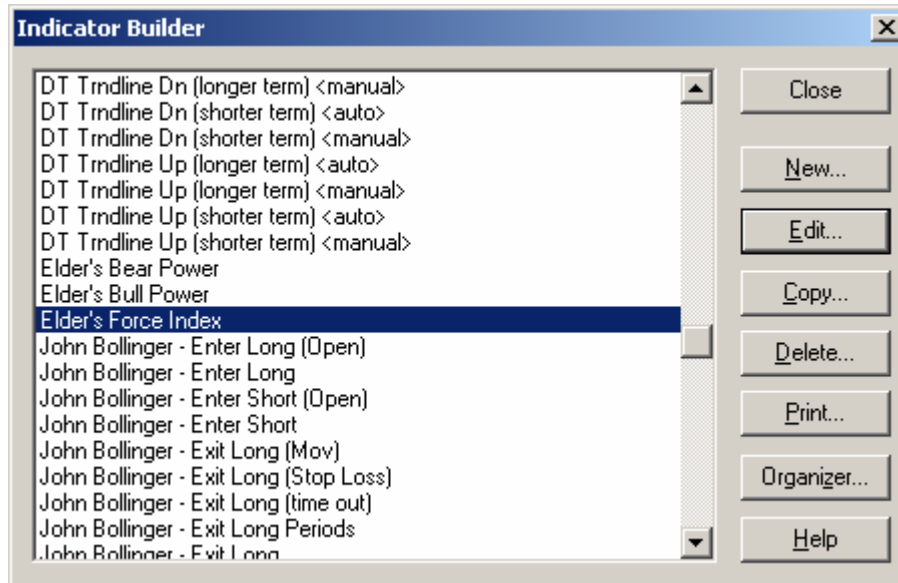 Indicator Builder
DT Trndline Dn (longer term) <manual>
DT Trndline Dn (shorter term) <auto>
DT Trndline Dn (shorter term) <manual>
DT Trndline Up (longer term) <auto>
DT Trndline Up (longer term) <manual>
DT Trndline Up (shorter term) <auto>
DT Trndline Up (shorter term) <manual>
Elder's Bear Power
Elder's Bull Power
Elder's Force Index
John Bollinger - Enter Long (Open)
John Bollinger - Enter Long
John Bollinger - Enter Short (Open)
John Bollinger - Enter Short
John Bollinger - Exit Long (Mov)
John Bollinger - Exit Long (Stop Loss)
John Bollinger - Exit Long (time out)
John Bollinger - Exit Long Periods
John Bollinger - Exit Long
Close
New...
Edit...
Copy...
Delete...
Print...
Organizer...
Help